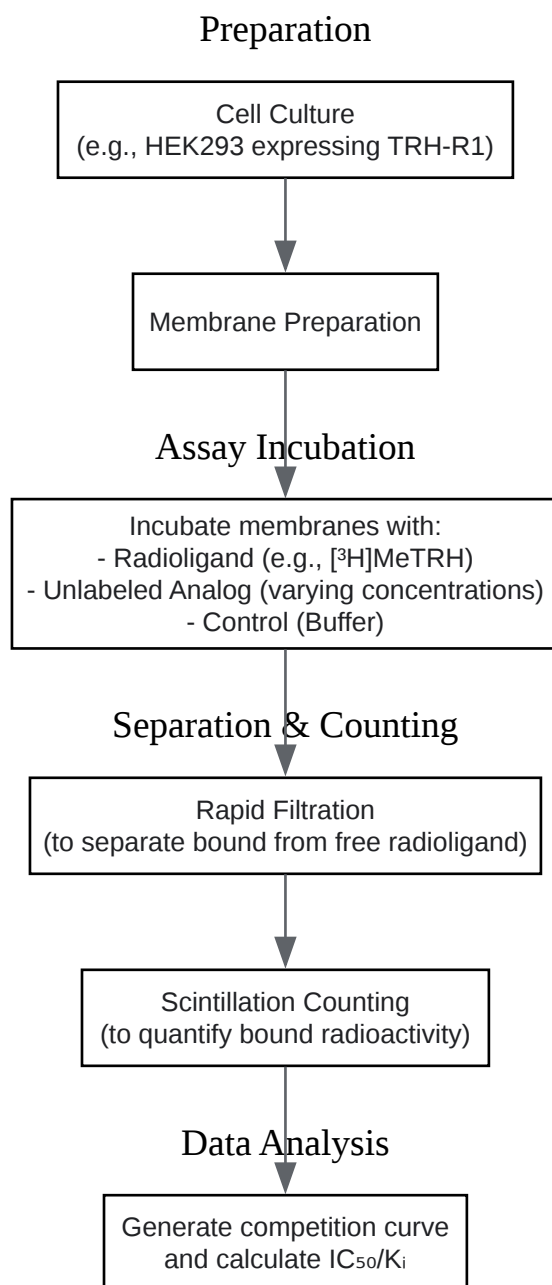 Preparation
Cell Culture
(e.g., HEK293 expressing TRH-R1)
Membrane Preparation
Assay Incubation
Incubate membranes with:
- Radioligand (e.g., [³H]MeTRH)
- Unlabeled Analog (varying concentrations)
- Control (Buffer)
Separation & Counting
Rapid Filtration
(to separate bound from free radioligand)
Scintillation Counting
(to quantify bound radioactivity)
Data Analysis
Generate competition curve
and calculate IC₅₀/Kᵢ